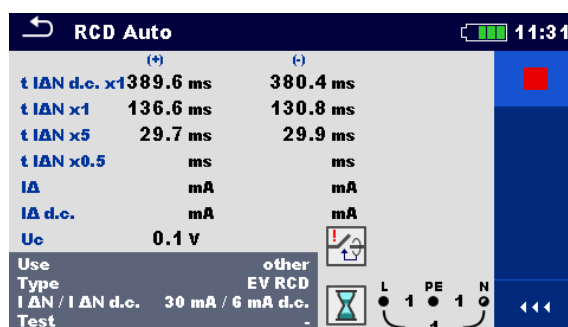 RCD Auto 11:31
(+) (-)
t IΔN d.c. x1 389.6 ms 380.4 ms
t IΔN x1 136.6 ms 130.8 ms
t IΔN x5 29.7 ms 29.9 ms
t IΔN x0.5 ms ms
IΔ mA mA
IΔ d.c. mA mA
Uc 0.1 V
Use other
Type EV RCD
I ΔN / I ΔN d.c. 30 mA / 6 mA d.c.
Test -
L PE N
1 1
1